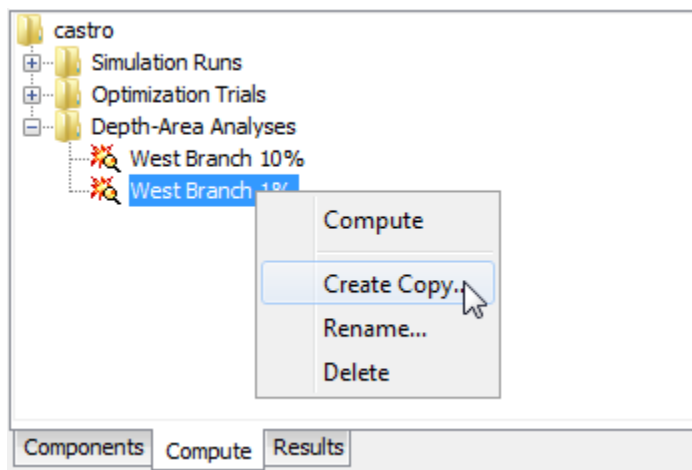 castro
Simulation Runs
Optimization Trials
Depth-Area Analyses
West Branch 10%
West Branch 1%
Compute
Create Copy...
Rename...
Delete
Components Compute Results